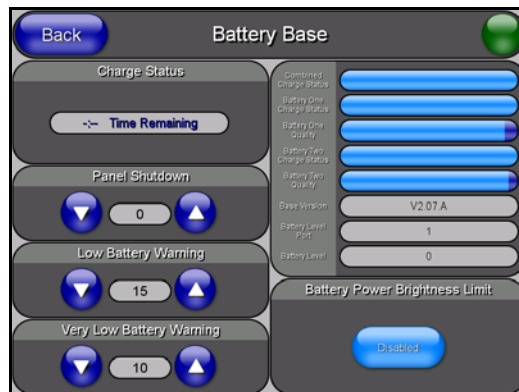 Back
Battery Base
Charge Status
-:-- Time Remaining
Panel Shutdown
0
Low Battery Warning
15
Very Low Battery Warning
10
Combined
Charge Status
Battery One
Charge Status
Battery One
Quality
Battery Two
Charge Status
Battery Two
Quality
Base Version
V2.07.A
Battery Level
Port
1
Battery Level
0
Battery Power Brightness Limit
Disabled